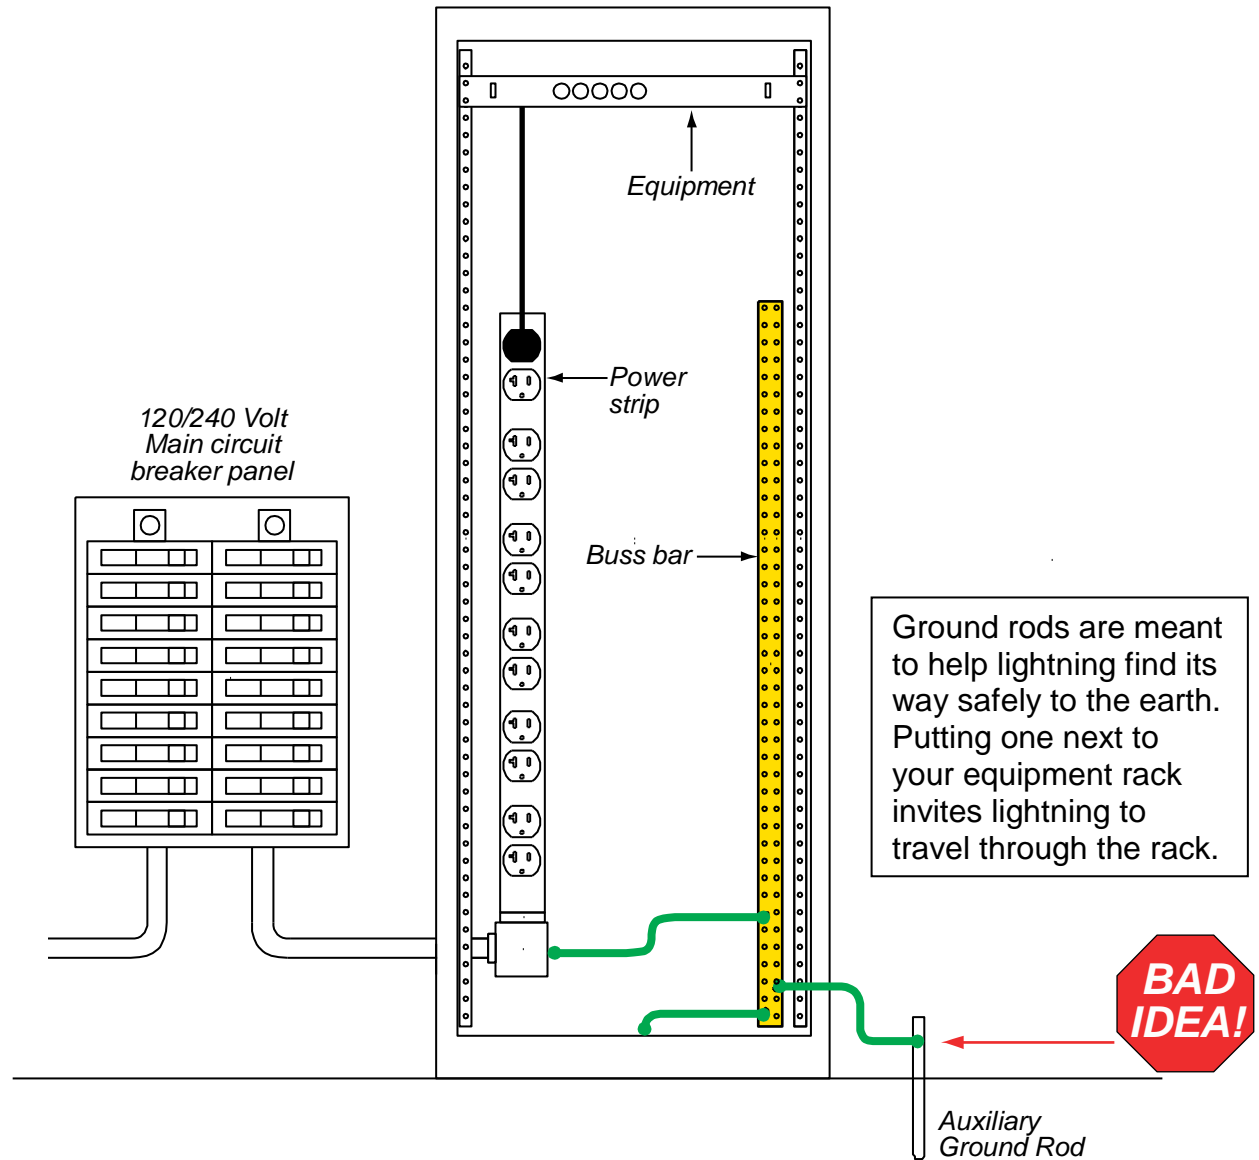 Equipment
Power
strip
120/240 Volt
Main circuit
breaker panel
Buss bar
Ground rods are meant
to help lightning find its
way safely to the earth.
Putting one next to
your equipment rack
invites lightning to
travel through the rack.
BAD
IDEA!
Auxiliary
Ground Rod